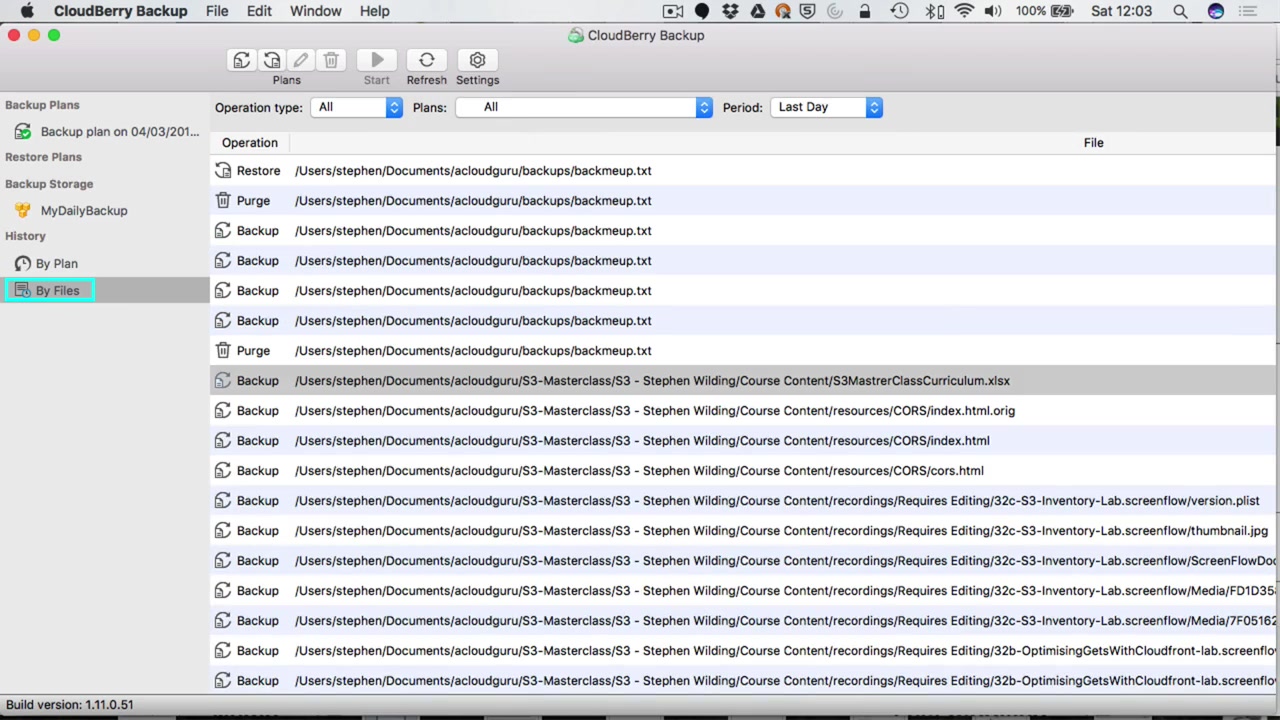 CloudBerry Backup File Edit Window Help 100% Sat 12:03
CloudBerry Backup
Plans Start Refresh Settings
Backup Plans
Backup plan on 04/03/201...
Restore Plans
Backup Storage
MyDailyBackup
History
By Plan
By Files
Operation type: All Plans: All Period: Last Day
Operation File
Restore /Users/stephen/Documents/acloudguru/backups/backmeup.txt
Purge /Users/stephen/Documents/acloudguru/backups/backmeup.txt
Backup /Users/stephen/Documents/acloudguru/backups/backmeup.txt
Backup /Users/stephen/Documents/acloudguru/backups/backmeup.txt
Backup /Users/stephen/Documents/acloudguru/backups/backmeup.txt
Backup /Users/stephen/Documents/acloudguru/backups/backmeup.txt
Purge /Users/stephen/Documents/acloudguru/backups/backmeup.txt
Backup /Users/stephen/Documents/acloudguru/S3-Masterclass/S3 - Stephen Wilding/Course Content/S3MastrerClassCurriculum.xlsx
Backup /Users/stephen/Documents/acloudguru/S3-Masterclass/S3 - Stephen Wilding/Course Content/resources/CORS/index.html.orig
Backup /Users/stephen/Documents/acloudguru/S3-Masterclass/S3 - Stephen Wilding/Course Content/resources/CORS/index.html
Backup /Users/stephen/Documents/acloudguru/S3-Masterclass/S3 - Stephen Wilding/Course Content/resources/CORS/cors.html
Backup /Users/stephen/Documents/acloudguru/S3-Masterclass/S3 - Stephen Wilding/Course Content/recordings/Requires Editing/32c-S3-Inventory-Lab.screenflow/version.plist
Backup /Users/stephen/Documents/acloudguru/S3-Masterclass/S3 - Stephen Wilding/Course Content/recordings/Requires Editing/32c-S3-Inventory-Lab.screenflow/thumbnail.jpg
Backup /Users/stephen/Documents/acloudguru/S3-Masterclass/S3 - Stephen Wilding/Course Content/recordings/Requires Editing/32c-S3-Inventory-Lab.screenflow/ScreenFlowDoc
Backup /Users/stephen/Documents/acloudguru/S3-Masterclass/S3 - Stephen Wilding/Course Content/recordings/Requires Editing/32c-S3-Inventory-Lab.screenflow/Media/FD1D358
Backup /Users/stephen/Documents/acloudguru/S3-Masterclass/S3 - Stephen Wilding/Course Content/recordings/Requires Editing/32c-S3-Inventory-Lab.screenflow/Media/7F05162
Backup /Users/stephen/Documents/acloudguru/S3-Masterclass/S3 - Stephen Wilding/Course Content/recordings/Requires Editing/32b-OptimisingGetsWithCloudfront-lab.screenflo
Backup /Users/stephen/Documents/acloudguru/S3-Masterclass/S3 - Stephen Wilding/Course Content/recordings/Requires Editing/32b-OptimisingGetsWithCloudfront-lab.screenflo
Build version: 1.11.0.51